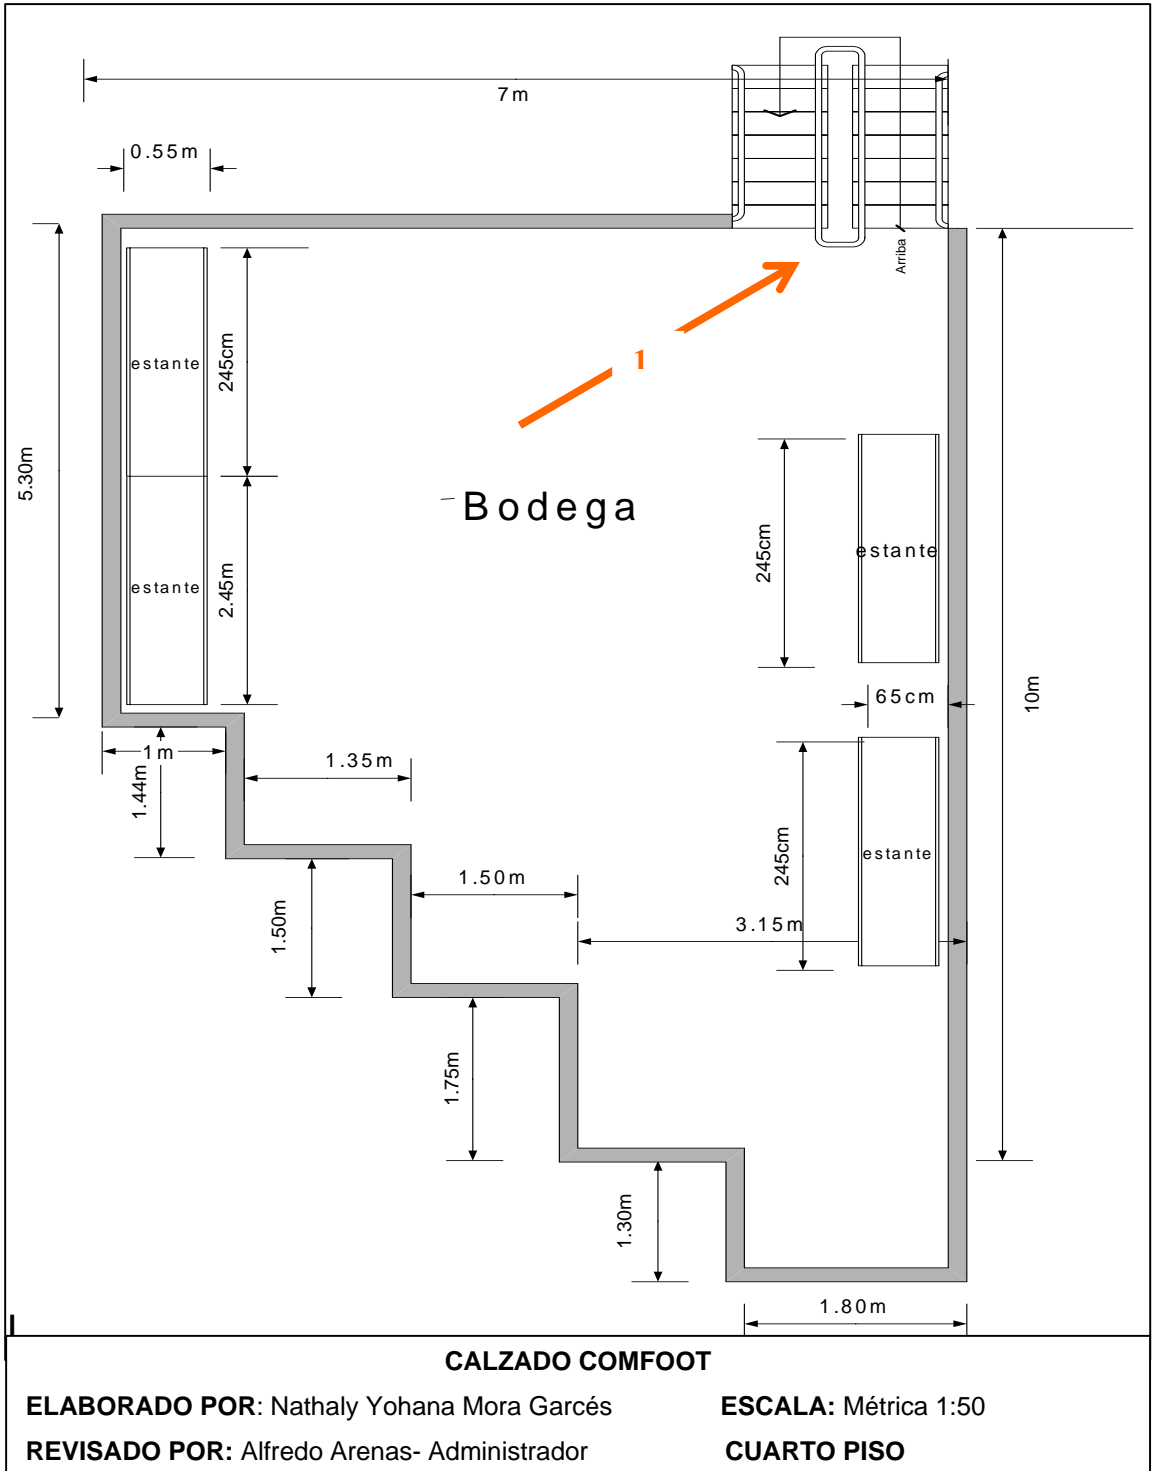 7m
0.55m
Arriba
1
estante
245cm
5.30m
Bodega
245cm
estante
estante
2.45m
65cm
10m
1m
1.35m
1.44m
245cm
estante
1.50m
1.50m
3.15m
1.75m
1.30m
1.80m
CALZADO COMFOOT
ELABORADO POR: Nathaly Yohana Mora Garcés ESCALA: Métrica 1:50
REVISADO POR: Alfredo Arenas- Administrador CUARTO PISO